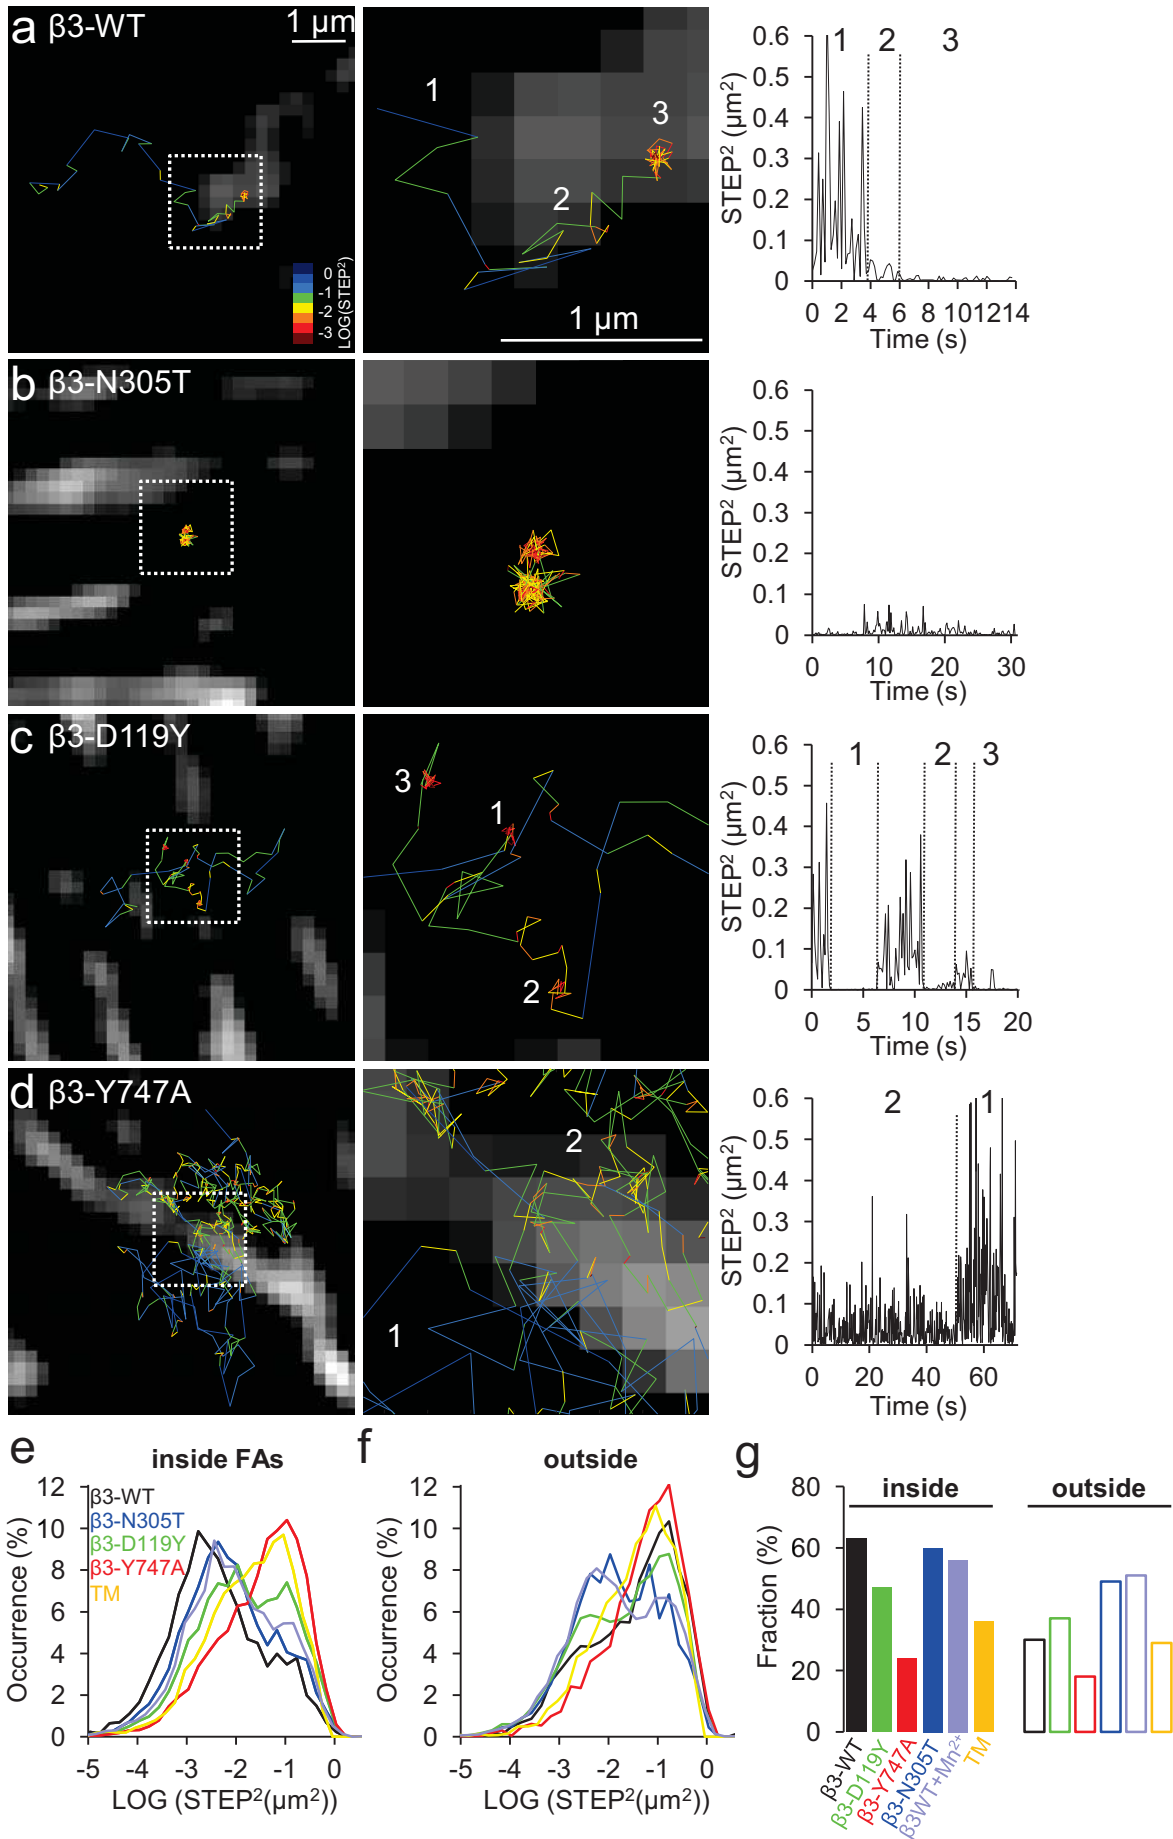 a β3-WT
1 µm
0
-1
-2
-3
LOG(STEP²)
1
2
3
1 µm
STEP² (µm²)
0.6
0.5
0.4
0.3
0.2
0.1
0
1 2 3
0 2 4 6 8 10 12 14
Time (s)
b β3-N305T
STEP² (µm²)
0.6
0.5
0.4
0.3
0.2
0.1
0
0 10 20 30
Time (s)
c β3-D119Y
3
1
2
STEP² (µm²)
0.6
0.5
0.4
0.3
0.2
0.1
0
1 2 3
0 5 10 15 20
Time (s)
d β3-Y747A
2
1
STEP² (µm²)
0.6
0.5
0.4
0.3
0.2
0.1
0
2 1
0 20 40 60
Time (s)
e inside FAs
Occurrence (%)
12
10
8
6
4
2
0
β3-WT
β3-N305T
β3-D119Y
β3-Y747A
TM
-5 -4 -3 -2 -1 0
LOG (STEP²(µm²))
f outside
Occurrence (%)
12
10
8
6
4
2
0
-5 -4 -3 -2 -1 0
LOG (STEP²(µm²))
g
Fraction (%)
80
60
40
20
0
inside outside
β3-WT
β3-D119Y
β3-Y747A
β3-N305T
β3WT+Mn²⁺
TM